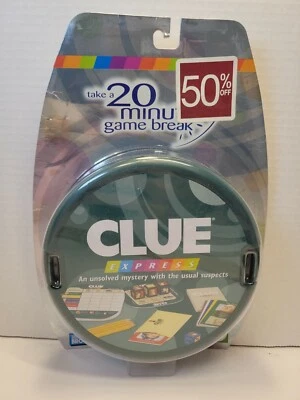 take a
20
minu
game break
50%
OFF
CLUE
EXPRESS
An unsolved mystery with the usual suspects